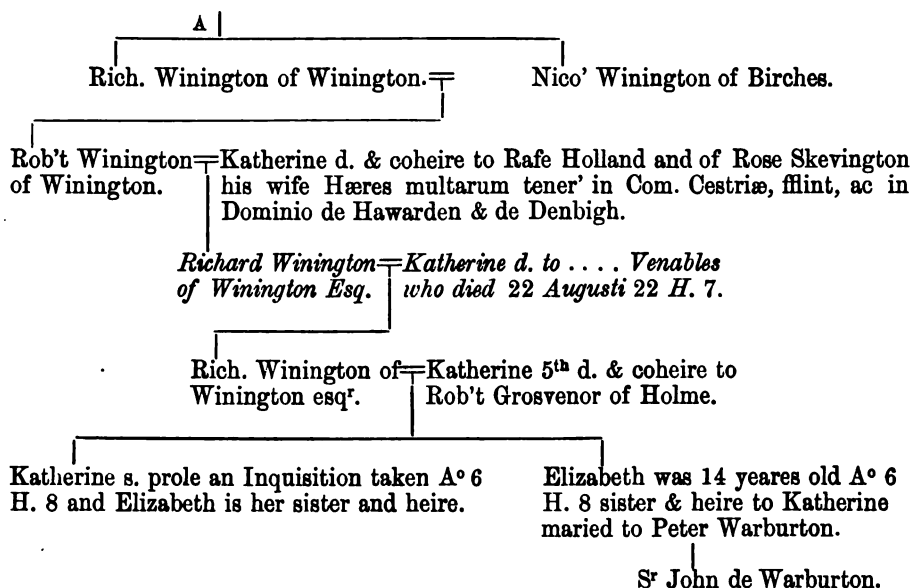 A
Rich. Winington of Winington.
Nico' Winington of Birches.
Rob't Winington
of Winington.
Katherine d. & coheire to Rafe Holland and of Rose Skevington
his wife Hæres multarum tener' in Com. Cestriæ, fflint, ac in
Dominio de Hawarden & de Denbigh.
Richard Winington
of Winington Esq.
Katherine d. to .... Venables
who died 22 Augusti 22 H. 7.
Rich. Winington of
Winington esqr.
Katherine 5th d. & coheire to
Rob't Grosvenor of Holme.
Katherine s. prole an Inquisition taken Ao 6
H. 8 and Elizabeth is her sister and heire.
Elizabeth was 14 yeares old Ao 6
H. 8 sister & heire to Katherine
maried to Peter Warburton.
Sr John de Warburton.